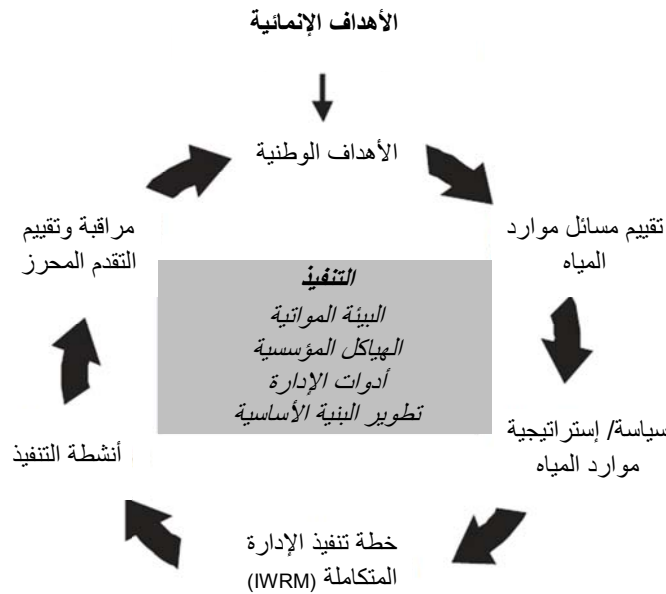 الأهداف الإنمائية
الأهداف الوطنية
تقييم مسائل موارد
المياه
سياسة/ إستراتيجية
موارد المياه
خطة تنفيذ الإدارة
المتكاملة (IWRM)
أنشطة التنفيذ
مراقبة وتقييم
التقدم المحرز
التنفيذ
البيئة المواتية
الهياكل المؤسسية
أدوات الإدارة
تطوير البنية الأساسية